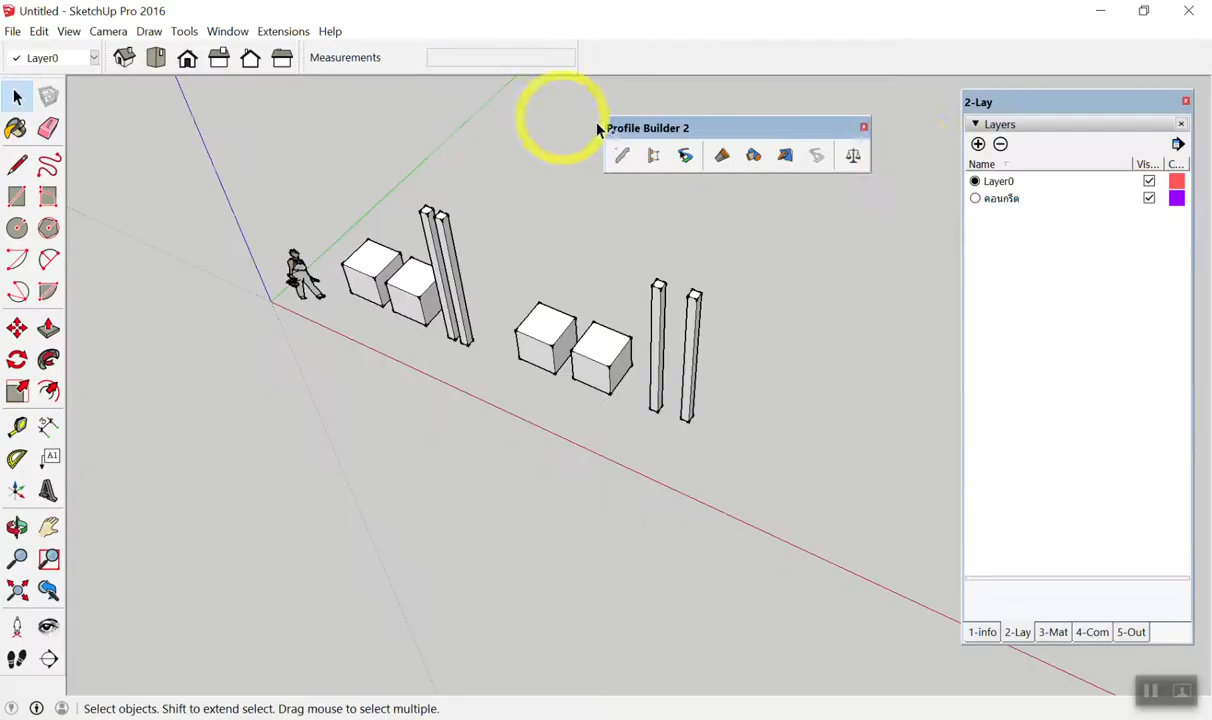 Untitled - SketchUp Pro 2016
File Edit View Camera Draw Tools Window Extensions Help
Layer0 Measurements
2-Lay
Layers
Profile Builder 2
Name Vis... C...
Layer0
คอนกรีต
A1
1-info 2-Lay 3-Mat 4-Com 5-Out
Select objects. Shift to extend select. Drag mouse to select multiple.